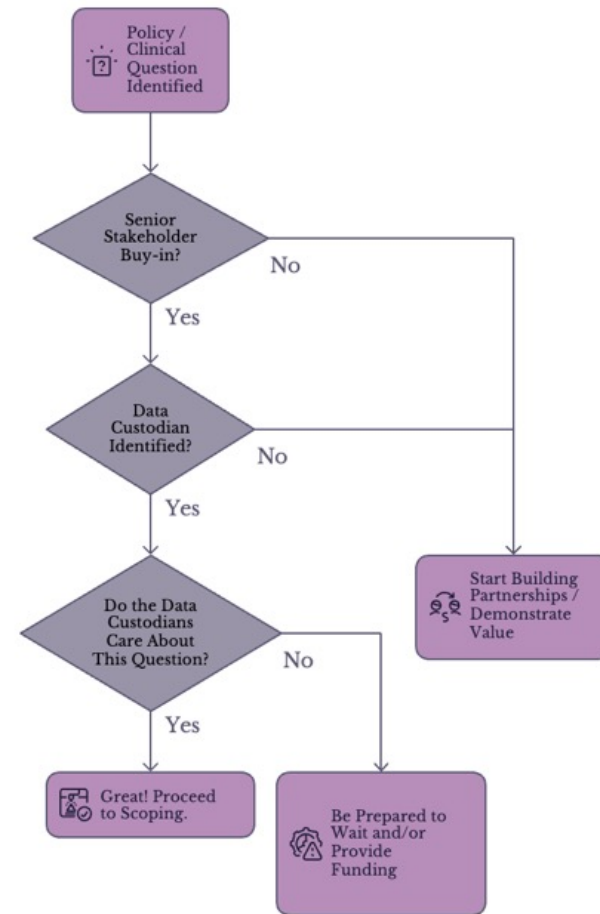 Policy /
Clinical
Question
Identified
Senior
Stakeholder
Buy-in?
No
Yes
Data
Custodian
Identified?
No
Yes
Start Building
Partnerships /
Demonstrate
Value
Do the Data
Custodians
Care About
This Question?
No
Yes
Great! Proceed
to Scoping.
Be Prepared to
Wait and/or
Provide
Funding